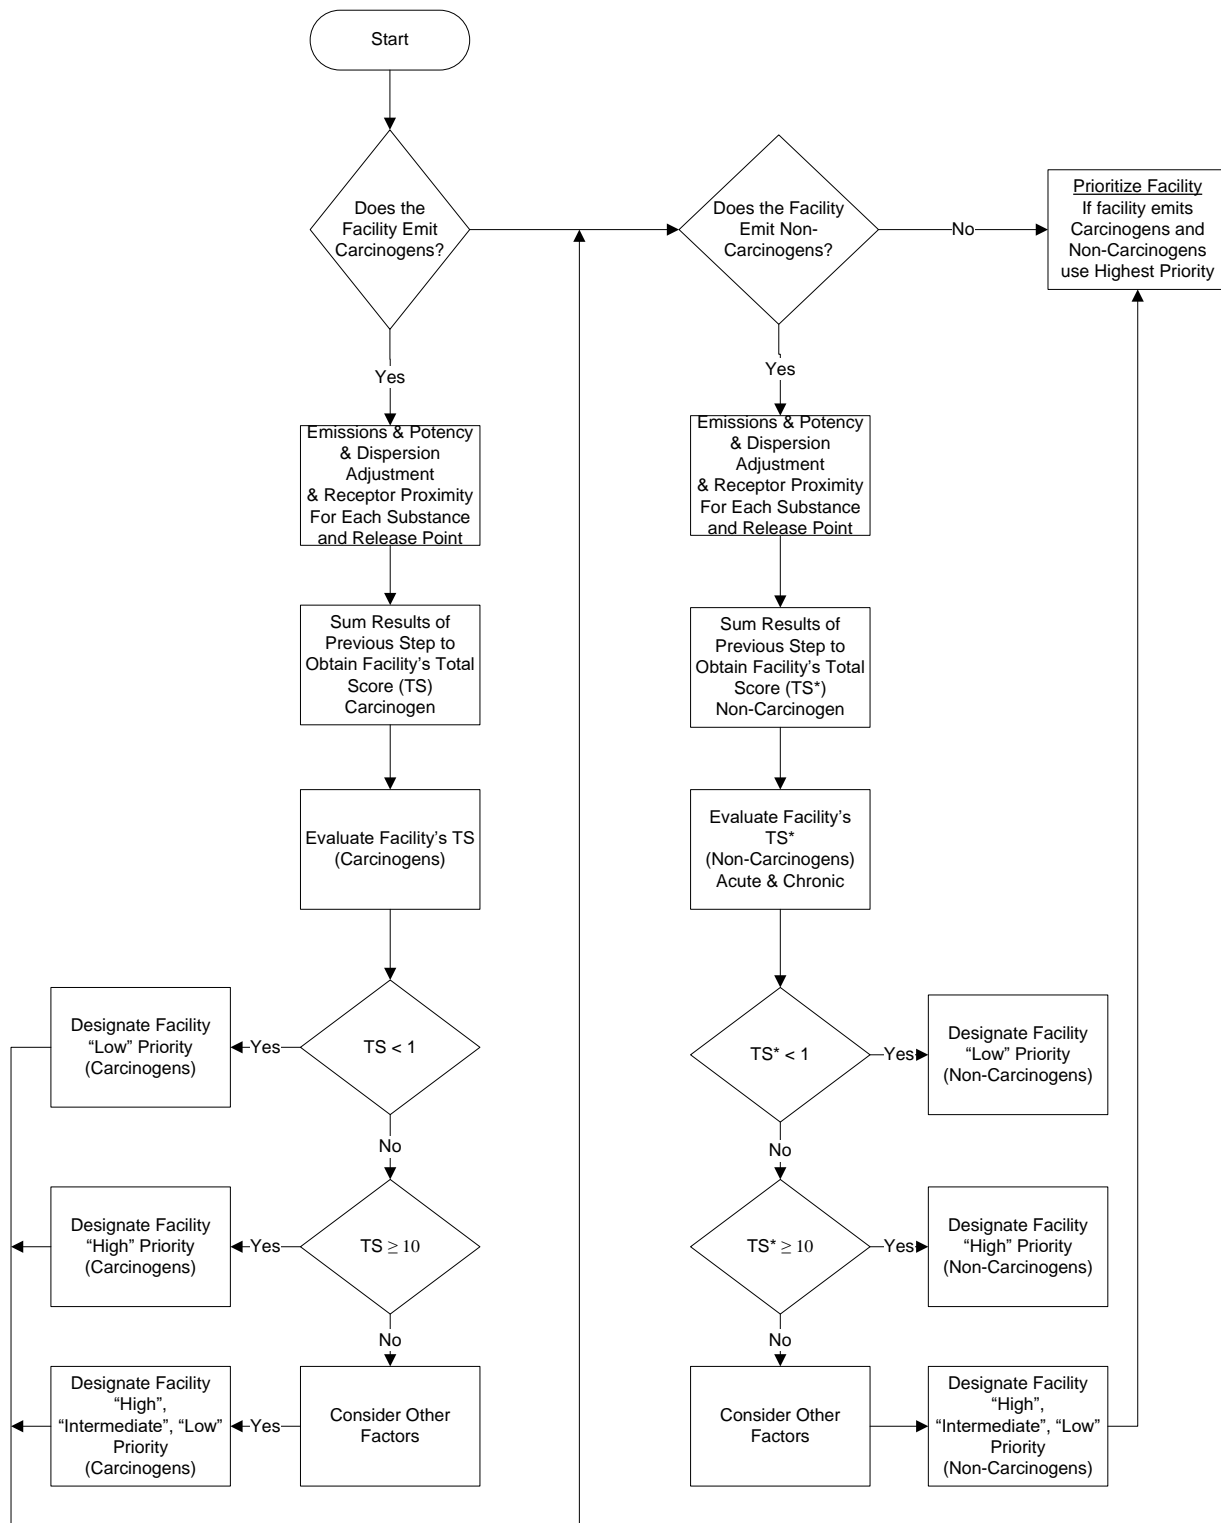 Start
Does the
Facility Emit
Carcinogens?
Does the Facility
Emit Non-
Carcinogens?
No
Prioritize Facility
If facility emits
Carcinogens and
Non-Carcinogens
use Highest Priority
Yes
Emissions & Potency
& Dispersion
Adjustment
& Receptor Proximity
For Each Substance
and Release Point
Sum Results of
Previous Step to
Obtain Facility’s Total
Score (TS)
Carcinogen
Evaluate Facility’s TS
(Carcinogens)
TS < 1
Yes
Designate Facility
“Low” Priority
(Carcinogens)
No
TS ≥ 10
Yes
Designate Facility
“High” Priority
(Carcinogens)
No
Consider Other
Factors
Yes
Designate Facility
“High”,
“Intermediate”, “Low”
Priority
(Carcinogens)
Yes
Emissions & Potency
& Dispersion
Adjustment
& Receptor Proximity
For Each Substance
and Release Point
Sum Results of
Previous Step to
Obtain Facility’s Total
Score (TS*)
Non-Carcinogen
Evaluate Facility’s
TS*
(Non-Carcinogens)
Acute & Chronic
TS* < 1
Yes
Designate Facility
“Low” Priority
(Non-Carcinogens)
No
TS* ≥ 10
Yes
Designate Facility
“High” Priority
(Non-Carcinogens)
No
Consider Other
Factors
Designate Facility
“High”,
“Intermediate”, “Low”
Priority
(Non-Carcinogens)